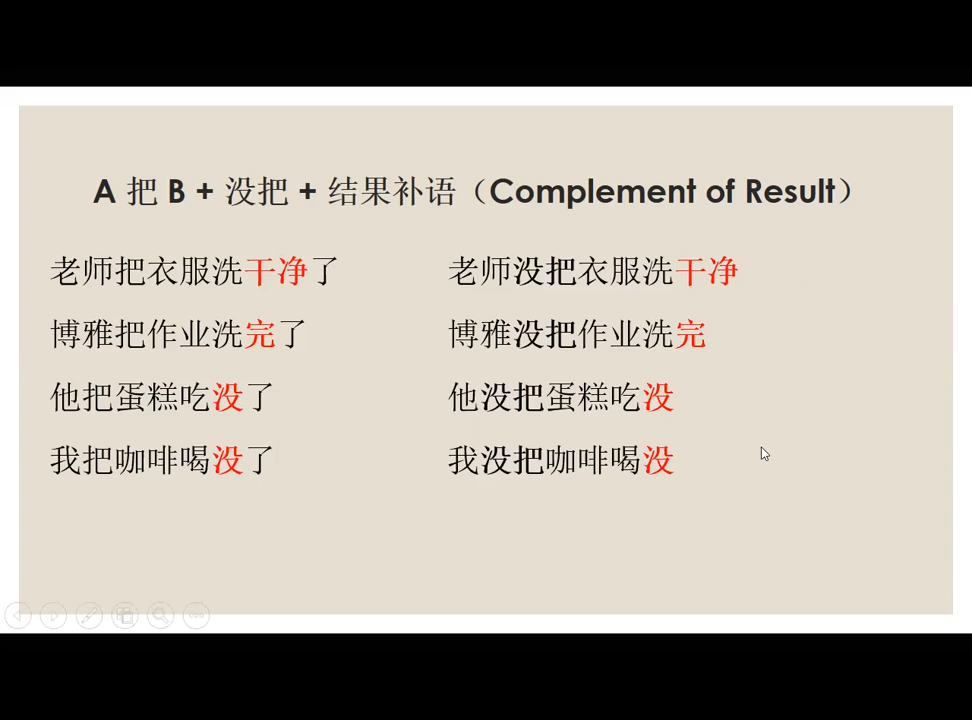 A 把 B + 没把 + 结果补语（Complement of Result）
老师把衣服洗干净了
老师没把衣服洗干净
博雅把作业洗完了
博雅没把作业洗完
他把蛋糕吃没了
他没把蛋糕吃没
我把咖啡喝没了
我没把咖啡喝没